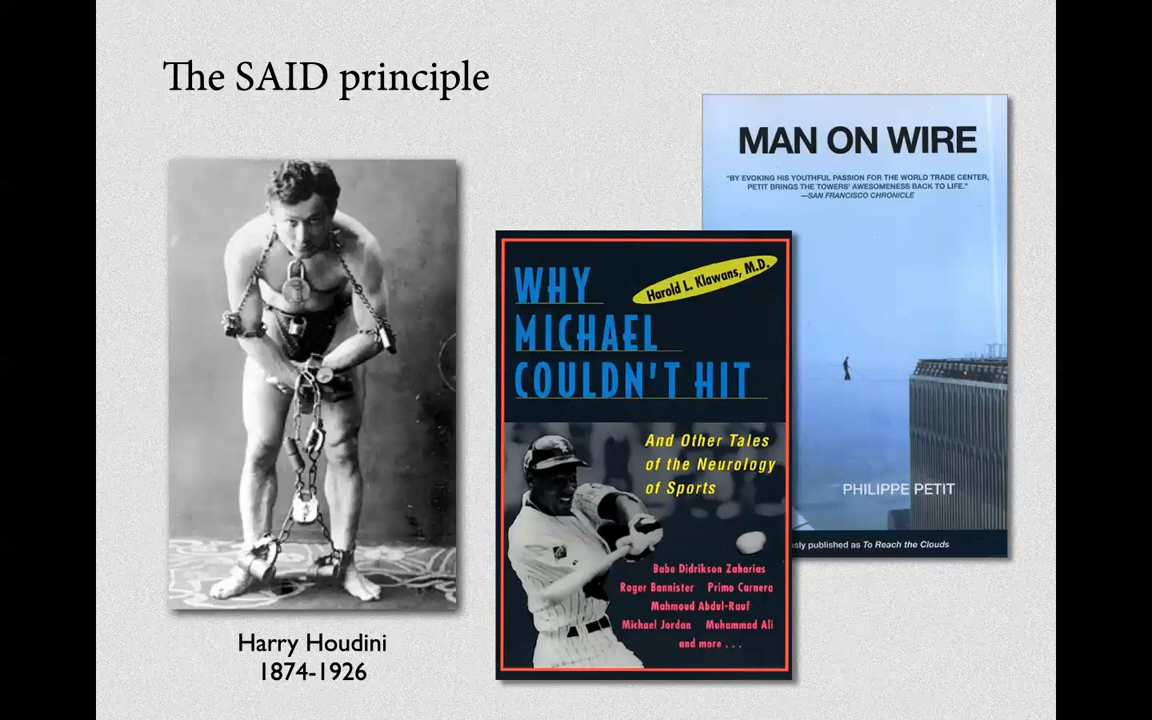 The SAID principle
Harry Houdini
1874-1926
WHY
MICHAEL
COULDN'T HIT
Harold L. Klawans, M.D.
And Other Tales
of the Neurology
of Sports
Babe Didrikson Zaharias
Roger Bannister Primo Carnera
Mahmoud Abdul-Rauf
Michael Jordan Muhammad Ali
and more . . .
MAN ON WIRE
"BY EVOKING HIS YOUTHFUL PASSION FOR THE WORLD TRADE CENTER,
PETIT BRINGS THE TOWERS' AWESOMENESS BACK TO LIFE."
—SAN FRANCISCO CHRONICLE
PHILIPPE PETIT
sly published as To Reach the Clouds